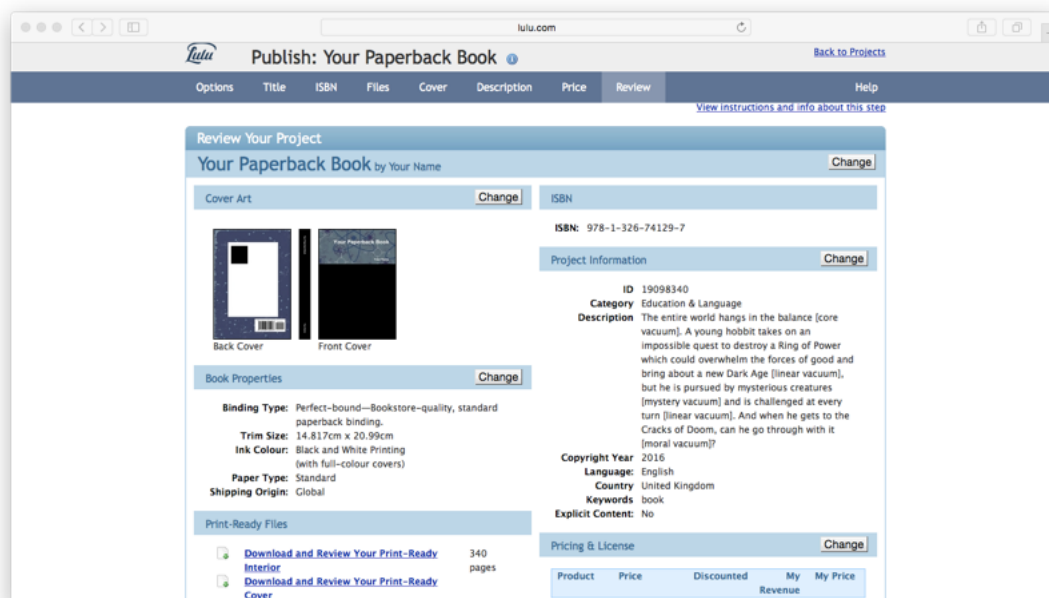 lulu.com
Lulu
Publish: Your Paperback Book
Back to Projects
Options Title ISBN Files Cover Description Price Review Help
View instructions and info about this step
Review Your Project
Your Paperback Book by Your Name
Change
Cover Art
Change
Your Paperback Book
Back Cover
Front Cover
Book Properties
Change
Binding Type: Perfect-bound—Bookstore-quality, standard
paperback binding.
Trim Size: 14.817cm x 20.99cm
Ink Colour: Black and White Printing
(with full-colour covers)
Paper Type: Standard
Shipping Origin: Global
Print-Ready Files
Download and Review Your Print-Ready
Interior
340
pages
Download and Review Your Print-Ready
Cover
ISBN
ISBN: 978-1-326-74129-7
Project Information
Change
ID 19098340
Category Education & Language
Description The entire world hangs in the balance [core
vacuum]. A young hobbit takes on an
impossible quest to destroy a Ring of Power
which could overwhelm the forces of good and
bring about a new Dark Age [linear vacuum],
but he is pursued by mysterious creatures
[mystery vacuum] and is challenged at every
turn [linear vacuum]. And when he gets to the
Cracks of Doom, can he go through with it
[moral vacuum]?
Copyright Year 2016
Language: English
Country United Kingdom
Keywords book
Explicit Content: No
Pricing & License
Change
Product Price Discounted My
Revenue
My Price